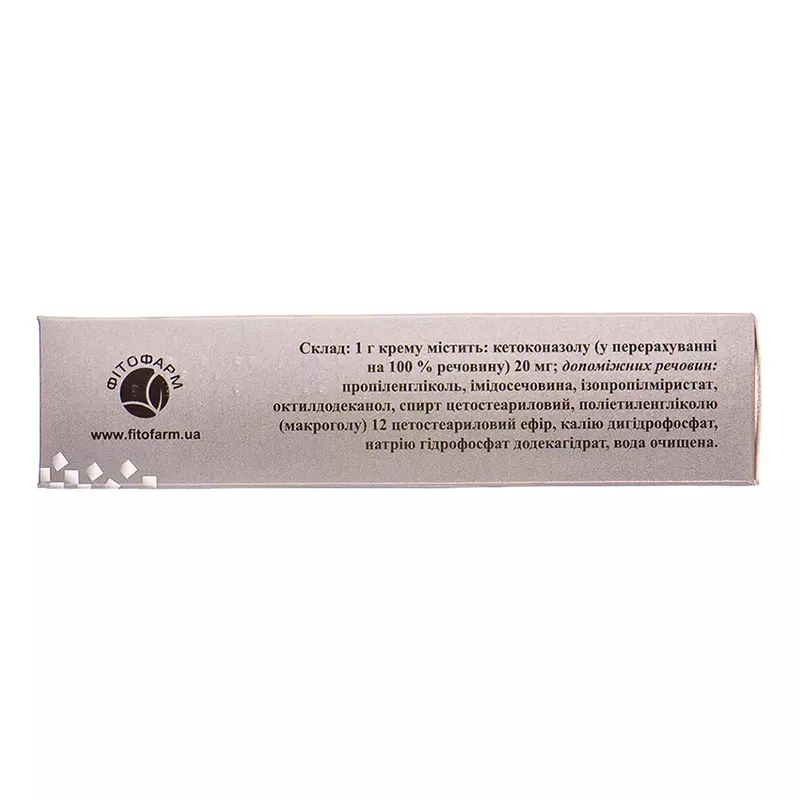 ФІТОФАРМ
www.fitofarm.ua
Склад: 1 г крему містить: кетоконазолу (у перерахуванні
на 100 % речовину) 20 мг; допоміжних речовин:
пропіленгліколь, імідосечовина, ізопропілміристат,
октилдодеканол, спирт цетостеариловий, поліетиленгліколю
(макроголу) 12 цетостеариловий ефір, калію дигідрофосфат,
натрію гідрофосфат додекагідрат, вода очищена.